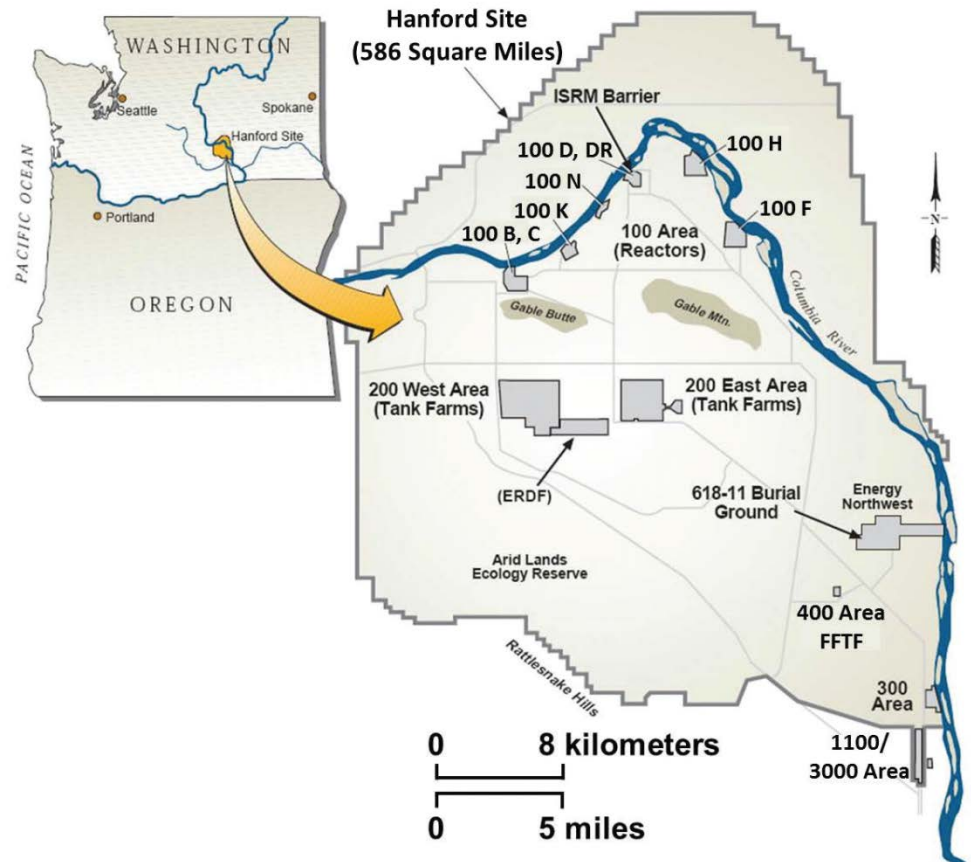 WASHINGTON
Seattle
Spokane
Hanford Site
PACIFIC OCEAN
Portland
OREGON
Hanford Site
(586 Square Miles)
ISRM Barrier
100 D, DR
100 H
100 N
100 K
100 F
100 B, C
100 Area
(Reactors)
N
Columbia River
Gable Butte
Gable Mtn.
200 West Area
(Tank Farms)
200 East Area
(Tank Farms)
(ERDF)
618-11 Burial
Ground
Energy
Northwest
Arid Lands
Ecology Reserve
400 Area
FFTF
Rattlesnake Hills
300
Area
1100/
3000 Area
0 8 kilometers
0 5 miles